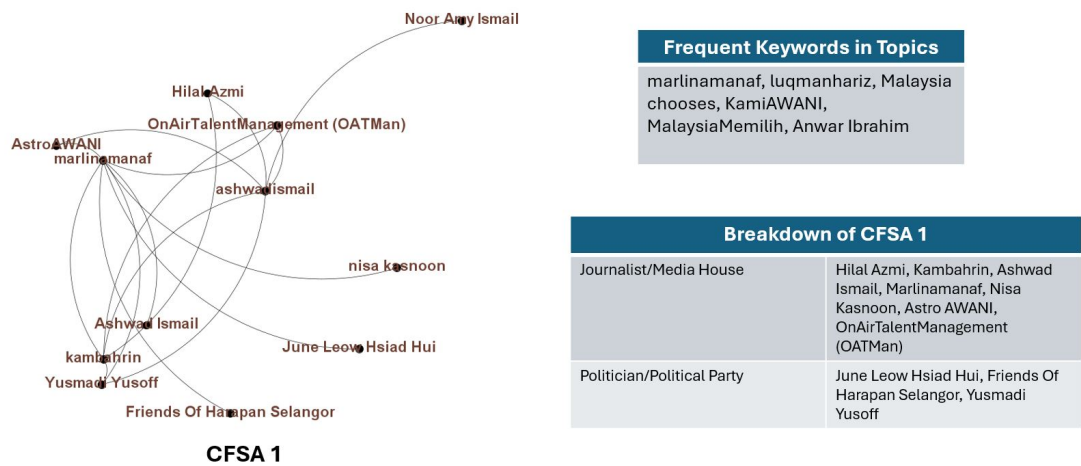 Noor Amy Ismail
Hilal Azmi
OnAirTalentManagement (OATMan)
AstroAWANI
marlinamanaf
ashwadismail
nisa kasnoon
Ashwad Ismail
June Leow Hsiad Hui
kambahrin
Yusmadi Yusoff
Friends Of Harapan Selangor
CFSA 1
Frequent Keywords in Topics
marlinamanaf, luqmanhariz, Malaysia
chooses, KamiAWANI,
MalaysiaMemilih, Anwar Ibrahim
Breakdown of CFSA 1
Journalist/Media House
Hilal Azmi, Kambahrin, Ashwad
Ismail, Marlinamanaf, Nisa
Kasnoon, Astro AWANI,
OnAirTalentManagement
(OATMan)
Politician/Political Party
June Leow Hsiad Hui, Friends Of
Harapan Selangor, Yusmadi
Yusoff